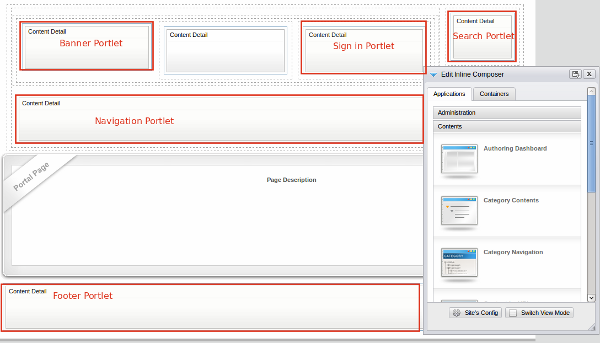 Content Detail
Banner Portlet
Content Detail
Content Detail
Sign in Portlet
Content Detail
Search Portlet
Content Detail
Navigation Portlet
Portal Page
Page Description
Content Detail
Footer Portlet
Edit Inline Composer
Applications
Containers
Administration
Contents
Authoring Dashboard
Category Contents
Category Navigation
Site's Config
Switch View Mode